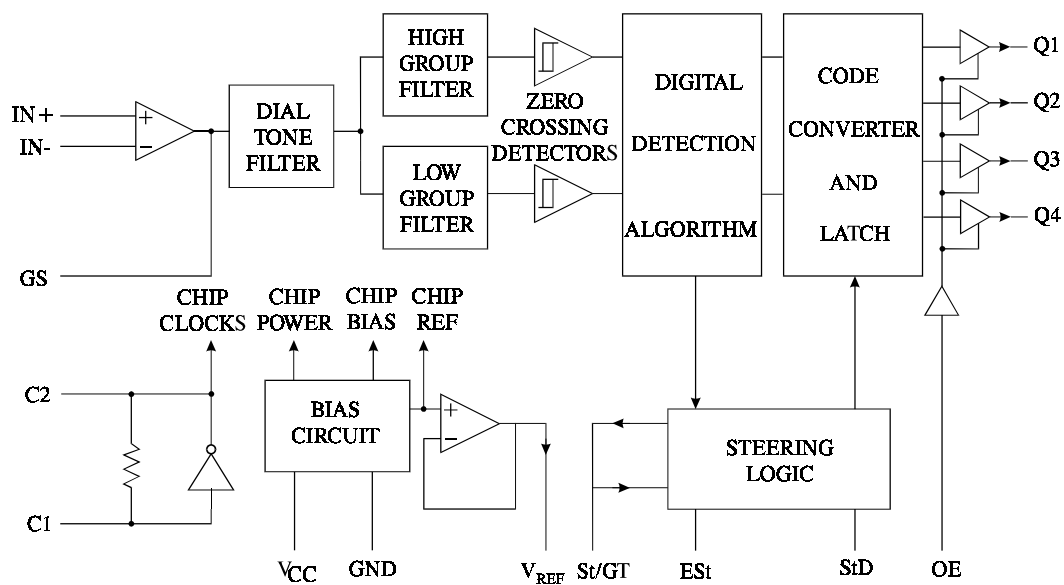 HIGH
GROUP
FILTER
DIGITAL
DETECTION
ALGORITHM
CODE
CONVERTER
AND
LATCH
Q1
Q2
Q3
Q4
IN+
IN-
+
−
DIAL
TONE
FILTER
ZERO
CROSSING
DETECTORS
LOW
GROUP
FILTER
GS
CHIP
CLOCKS
CHIP
POWER
CHIP
BIAS
CHIP
REF
C2
C1
BIAS
CIRCUIT
+
−
STEERING
LOGIC
VCC
GND
VREF
St/GT
ESt
StD
OE